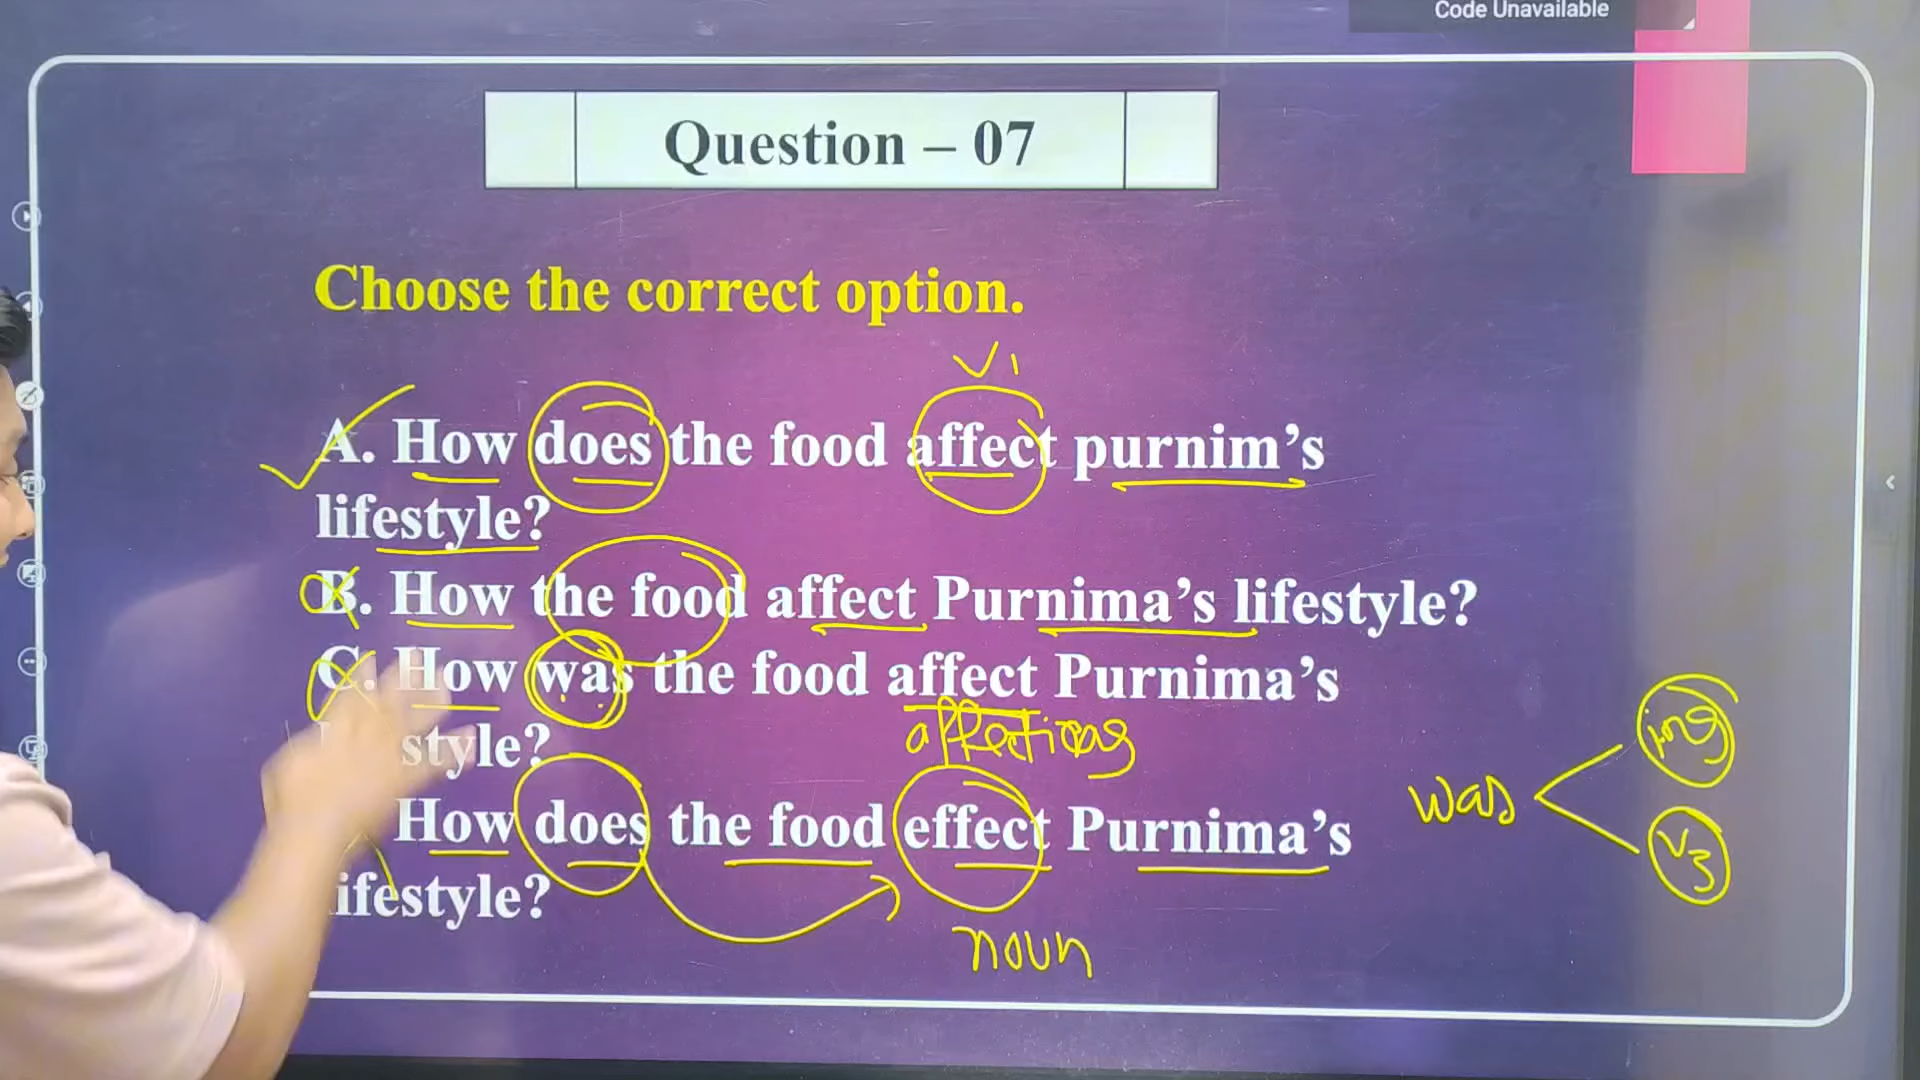 Code Unavailable
Question – 07
Choose the correct option.
V1
A. How does the food affect purnim's
lifestyle?
B. How the food affect Purnima's lifestyle?
C. How was the food affect Purnima's
style?
affecting
How does the food effect Purnima's
lifestyle?
noun
was
ing
V3